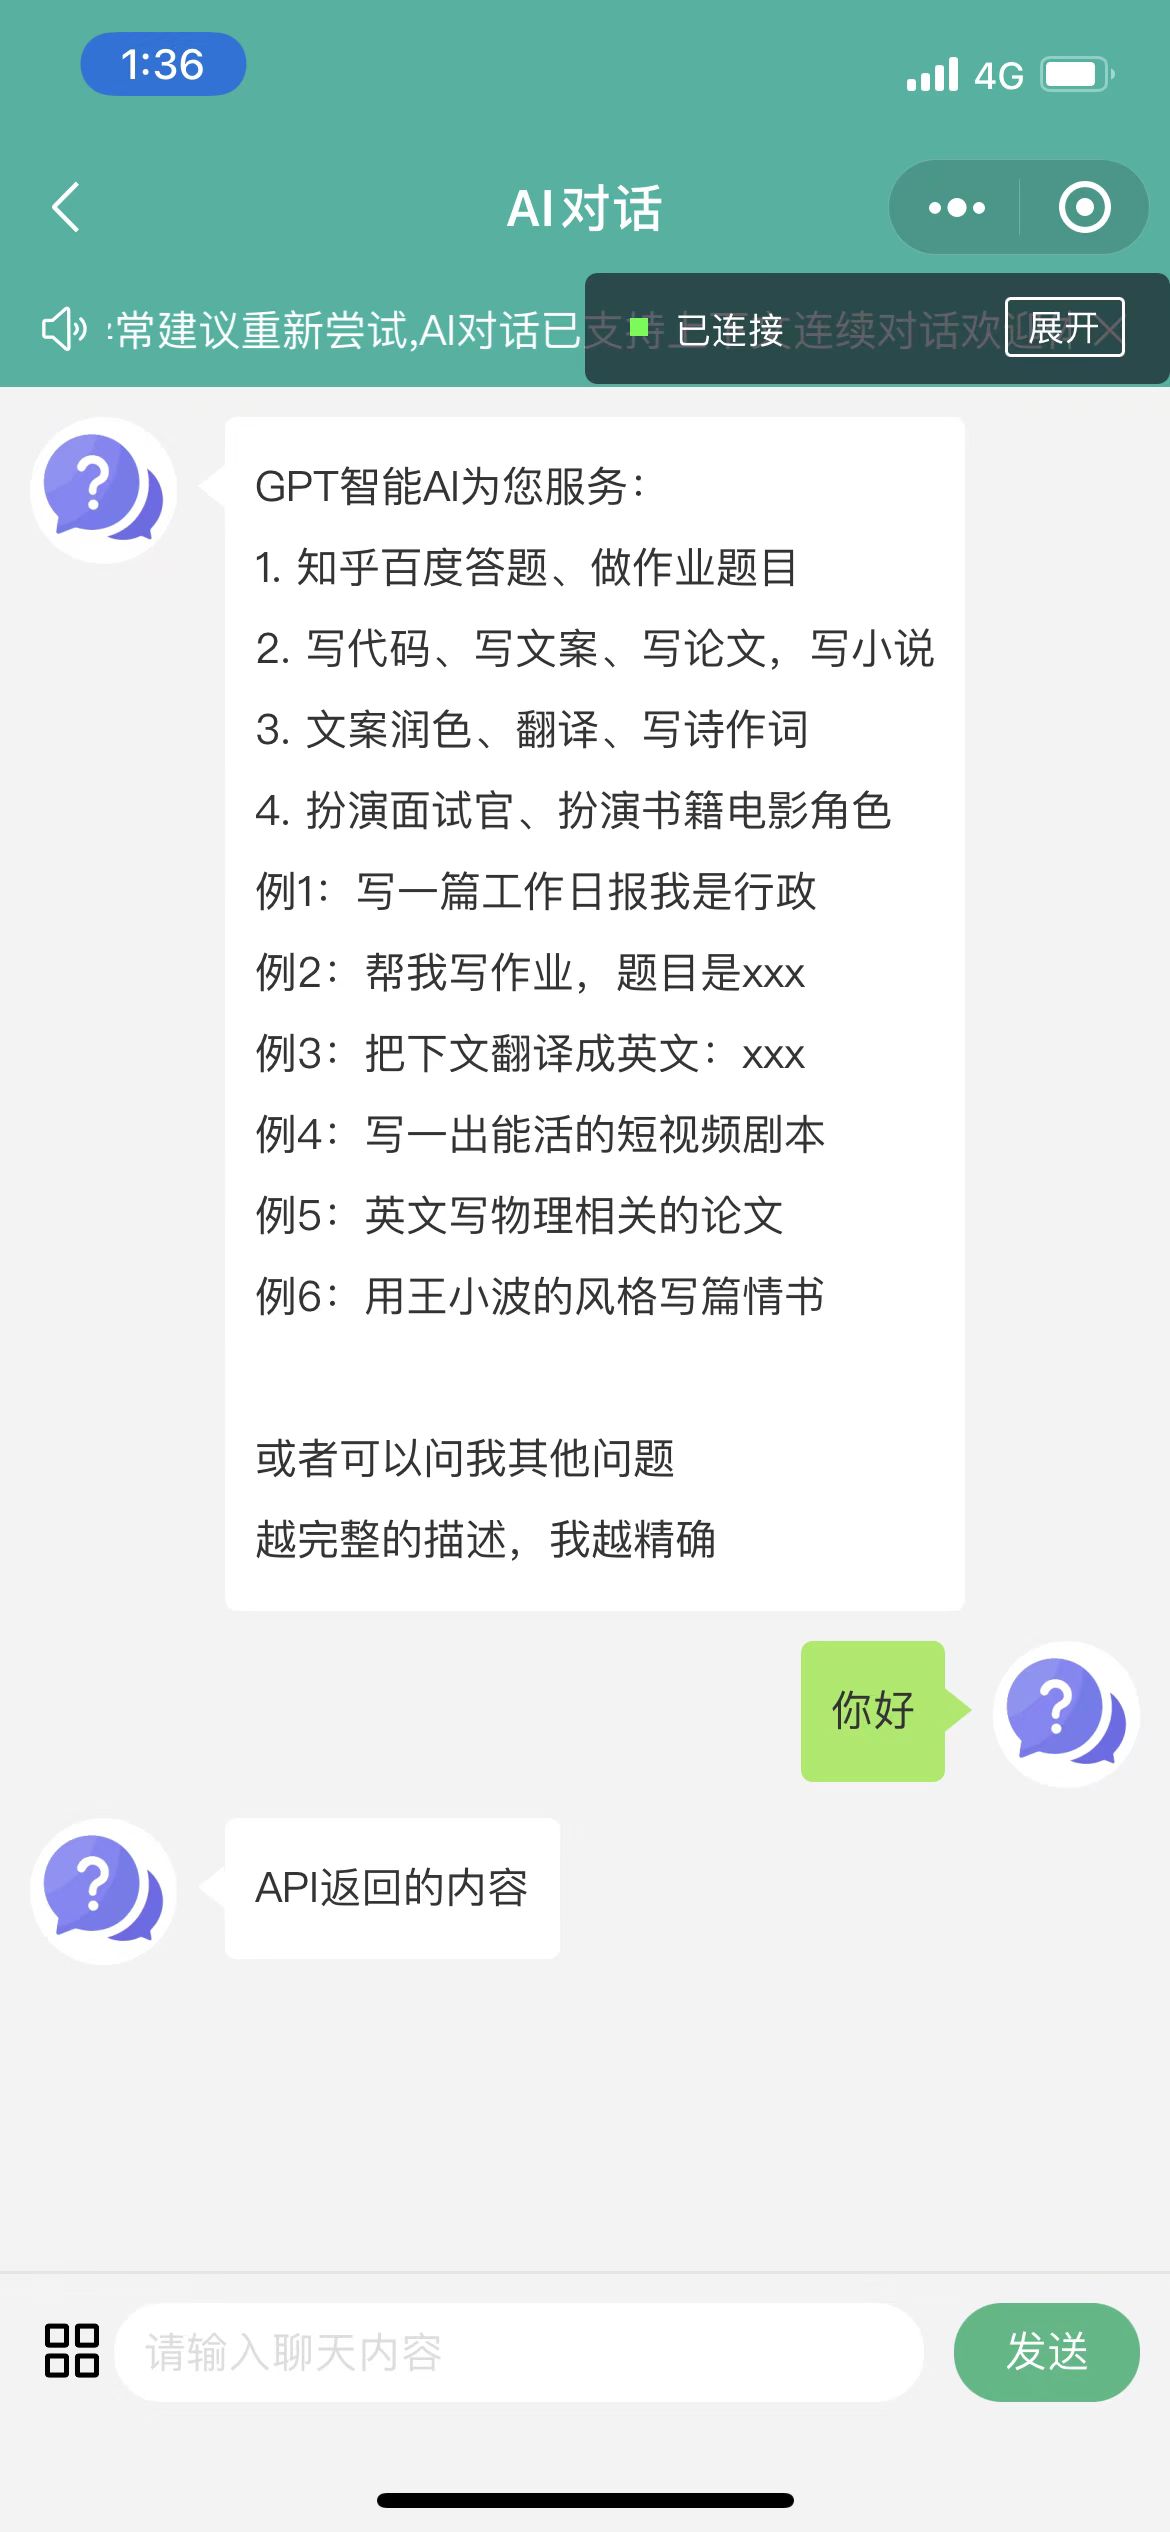 1:36
4G
AI对话
常建议重新尝试,AI对话已支持上下文连续对话欢迎
已连接
展开
GPT智能AI为您服务：
1. 知乎百度答题、做作业题目
2. 写代码、写文案、写论文，写小说
3. 文案润色、翻译、写诗作词
4. 扮演面试官、扮演书籍电影角色
例1：写一篇工作日报我是行政
例2：帮我写作业，题目是xxx
例3：把下文翻译成英文：xxx
例4：写一出能活的短视频剧本
例5：英文写物理相关的论文
例6：用王小波的风格写篇情书
或者可以问我其他问题
越完整的描述，我越精确
你好
API返回的内容
请输入聊天内容
发送